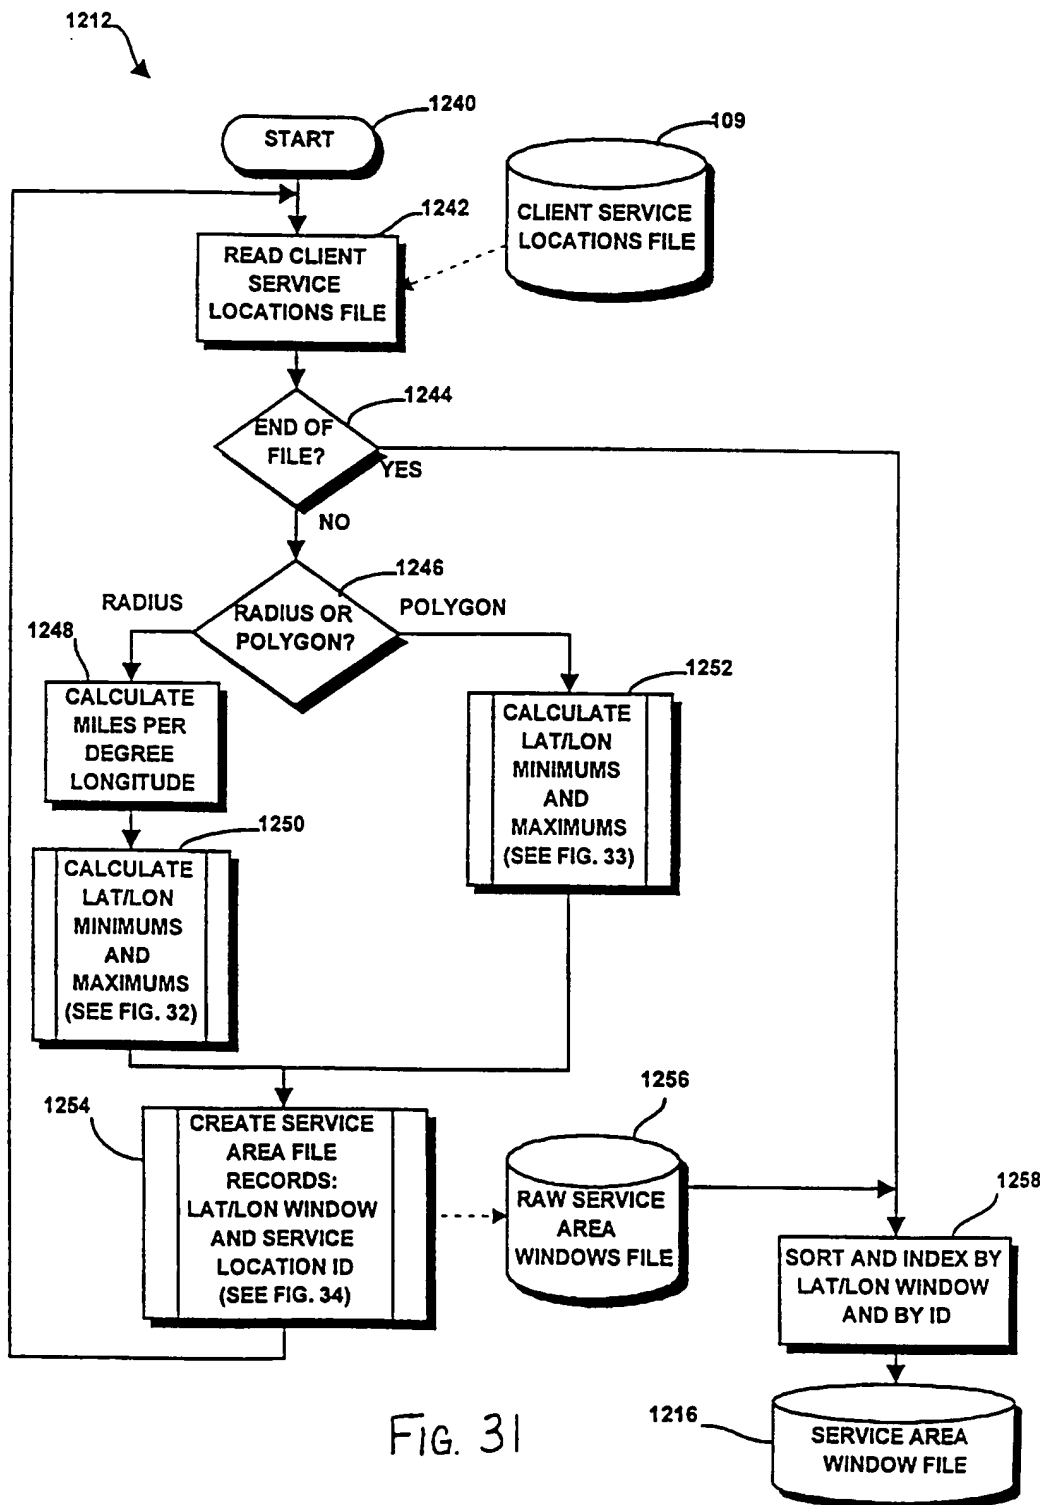 1212
1240
START
109
CLIENT SERVICE
LOCATIONS FILE
1242
READ CLIENT
SERVICE
LOCATIONS FILE
1244
END OF
FILE?
YES
NO
1246
RADIUS
RADIUS OR
POLYGON?
POLYGON
1248
CALCULATE
MILES PER
DEGREE
LONGITUDE
1252
CALCULATE
LAT/LON
MINIMUMS
AND
MAXIMUMS
(SEE FIG. 33)
1250
CALCULATE
LAT/LON
MINIMUMS
AND
MAXIMUMS
(SEE FIG. 32)
1254
CREATE SERVICE
AREA FILE
RECORDS:
LAT/LON WINDOW
AND SERVICE
LOCATION ID
(SEE FIG. 34)
1256
RAW SERVICE
AREA
WINDOWS FILE
1258
SORT AND INDEX BY
LAT/LON WINDOW
AND BY ID
1216
SERVICE AREA
WINDOW FILE
FIG. 31